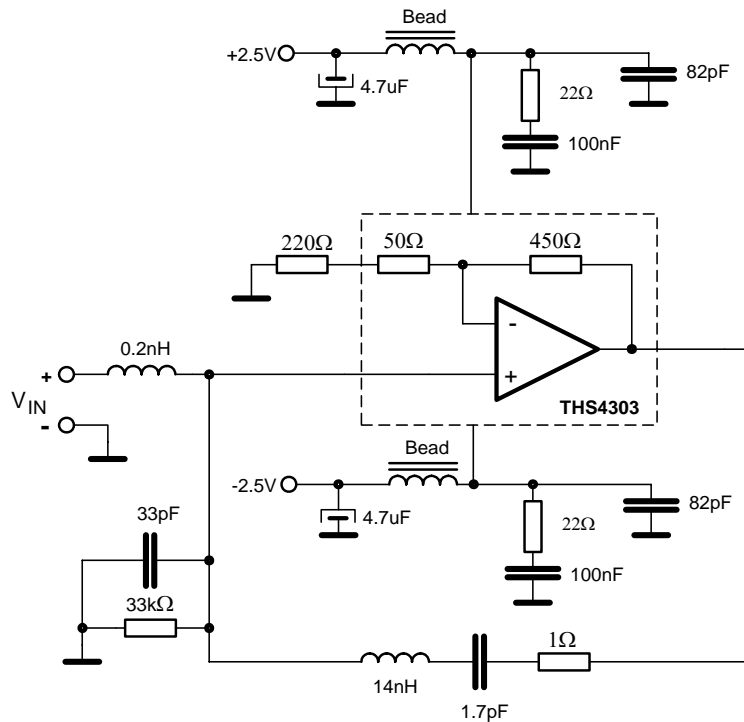 Bead
+2.5V
4.7uF
22Ω
82pF
100nF
220Ω
50Ω
450Ω
-
+
THS4303
0.2nH
+
VIN
-
Bead
-2.5V
4.7uF
22Ω
82pF
100nF
33pF
33kΩ
14nH
1.7pF
1Ω